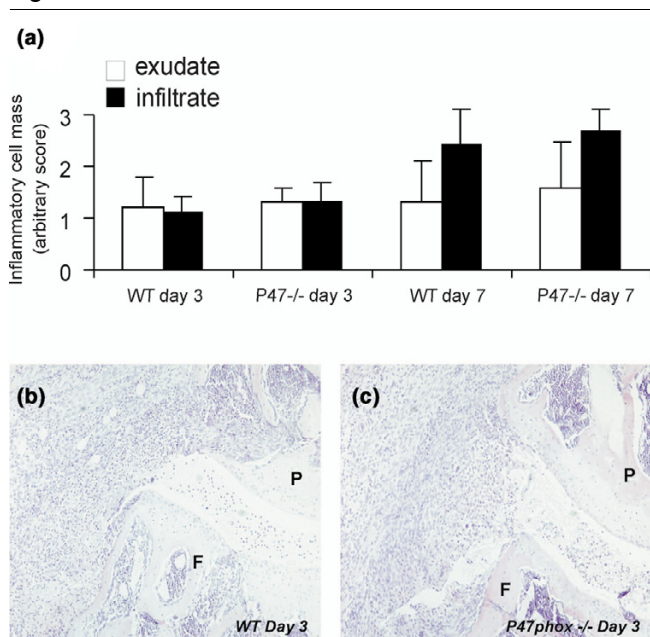 (a)
exudate
infiltrate
Inflammatory cell mass
(arbitrary score)
3
2
1
0
WT day 3
P47-/- day 3
WT day 7
P47-/- day 7
(b)
P
F
WT Day 3
(c)
P
F
P47phox -/- Day 3